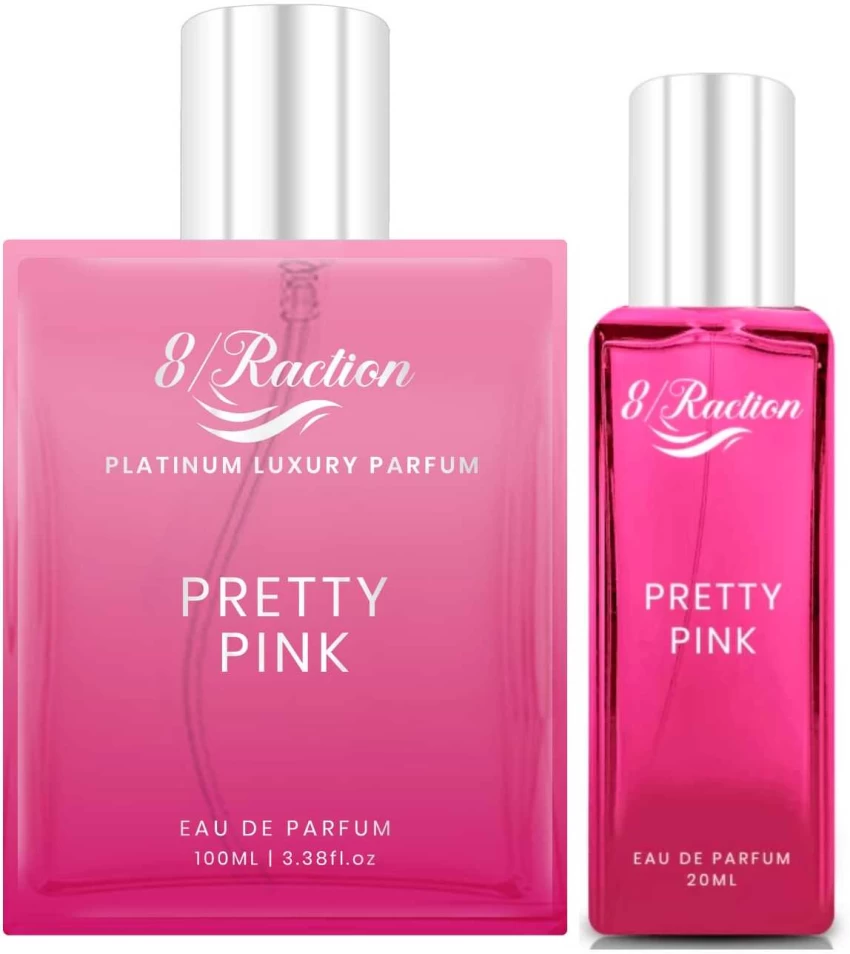 8/Raction
PLATINUM LUXURY PARFUM
PRETTY
PINK
EAU DE PARFUM
100ML | 3.38fl.oz
8/Raction
PRETTY
PINK
EAU DE PARFUM
20ML